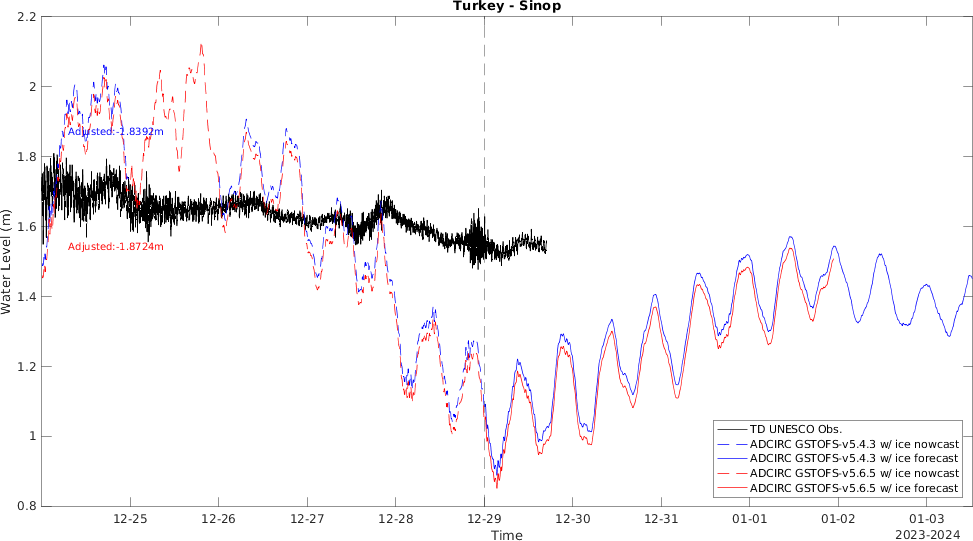 Turkey - Sinop
2.2
2
1.8
1.6
1.4
1.2
1
0.8
Water Level (m)
Adjusted:-1.8392m
Adjusted:-1.8724m
TD UNESCO Obs.
ADCIRC GSTOFS-v5.4.3 w/ ice nowcast
ADCIRC GSTOFS-v5.4.3 w/ ice forecast
ADCIRC GSTOFS-v5.6.5 w/ ice nowcast
ADCIRC GSTOFS-v5.6.5 w/ ice forecast
12-25 12-26 12-27 12-28 12-29 12-30 12-31 01-01 01-02 01-03
Time
2023-2024